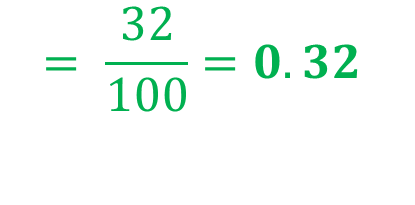 = 32/100 = 0.32